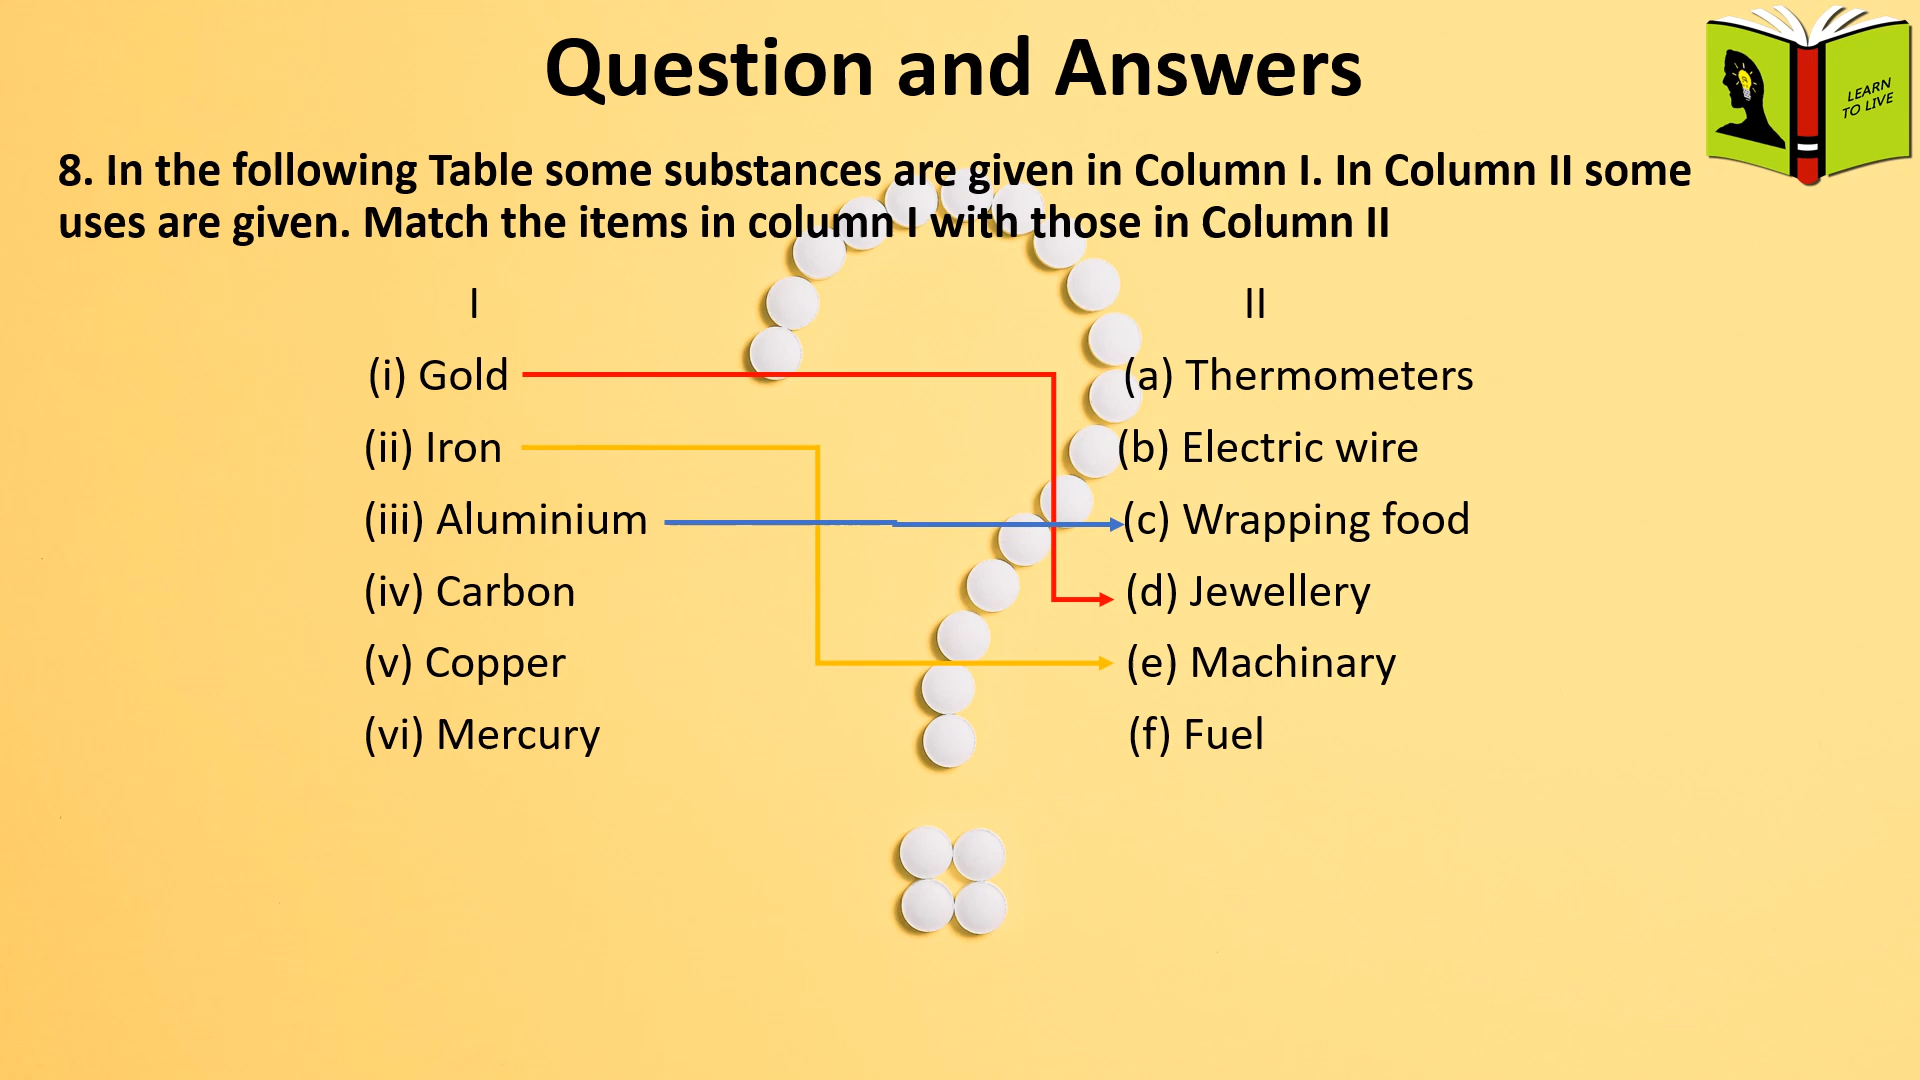 Question and Answers
LEARN
TO LIVE
8. In the following Table some substances are given in Column I. In Column II some
uses are given. Match the items in column I with those in Column II
I II
(i) Gold (a) Thermometers
(ii) Iron (b) Electric wire
(iii) Aluminium (c) Wrapping food
(iv) Carbon (d) Jewellery
(v) Copper (e) Machinary
(vi) Mercury (f) Fuel